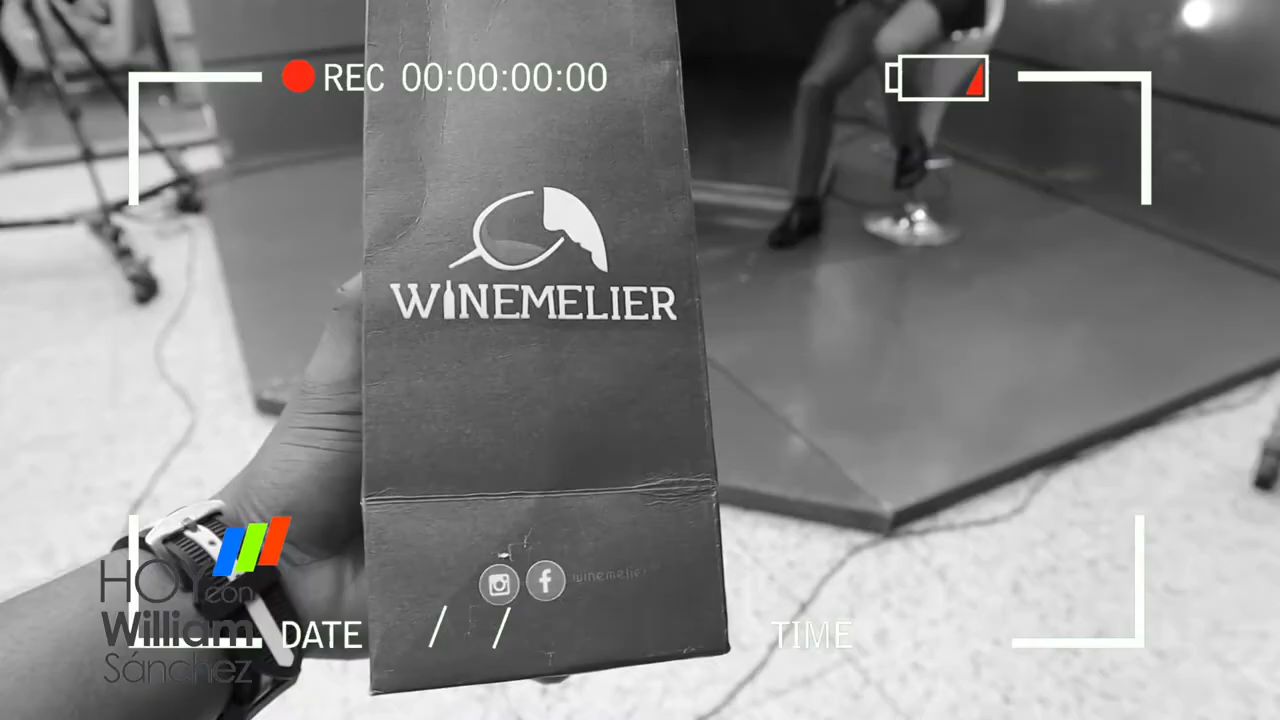 REC 00:00:00:00
WINEMELIER
winemelier
HOY con
William
Sánchez
DATE / /
TIME